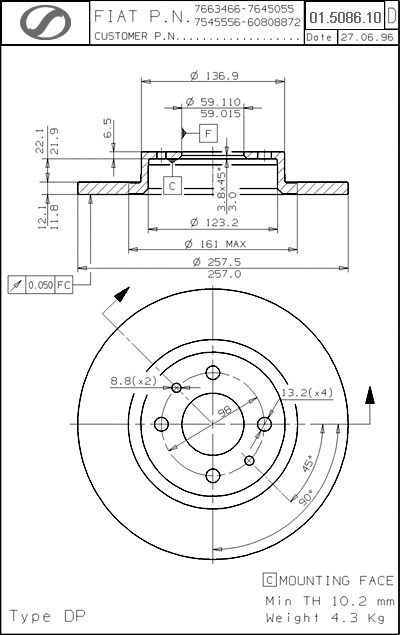 FIAT P.N. 7663466-7645055
7545556-60808872
CUSTOMER P.N...................
01.5086.10 D
Date 27.06.96
Ø 136.9
Ø 59.110
59.015
F
6.5
22.1
21.9
C
3.8x45°
3.0
12.1
11.8
Ø 123.2
Ø 161 MAX
Ø 257.5
257.0
0.050 FC
8.8(x2)
13.2(x4)
98
45°
90°
C MOUNTING FACE
Min TH 10.2 mm
Type DP
Weight 4.3 Kg